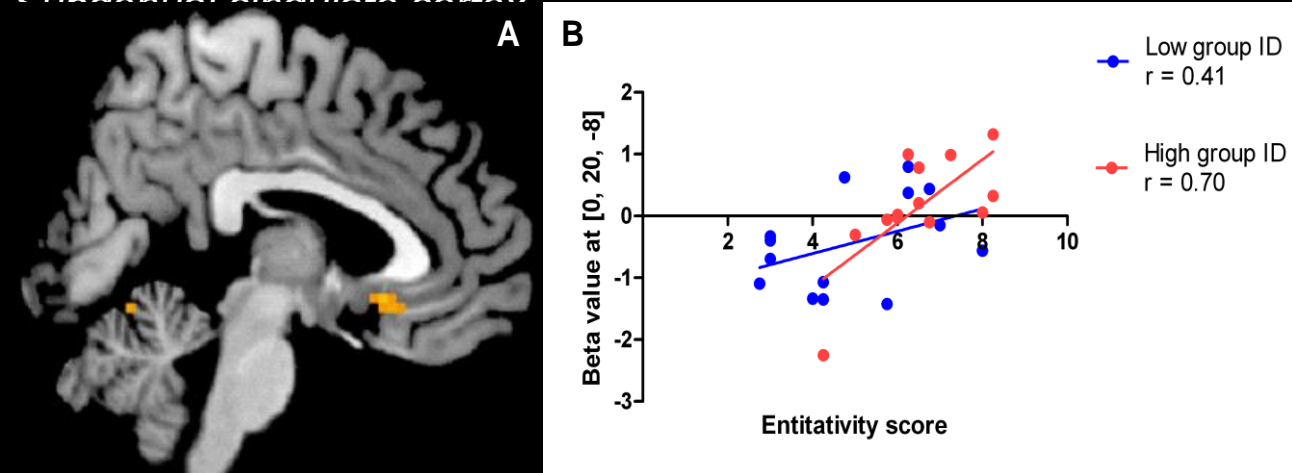 A
B
Low group ID
r = 0.41
High group ID
r = 0.70
Beta value at [0, 20, -8]
2
1
0
-1
-2
-3
2 4 6 8 10
Entitativity score